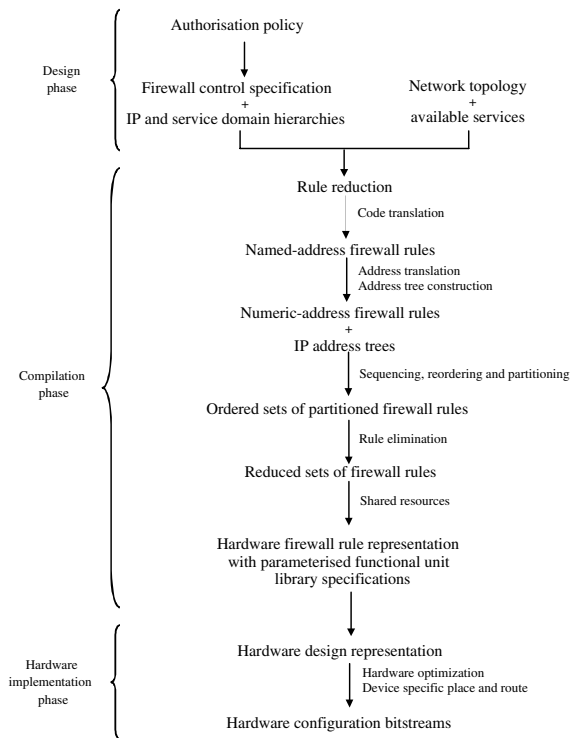 Authorisation policy
Design
phase
Firewall control specification
+
IP and service domain hierarchies
Network topology
+
available services
Rule reduction
Code translation
Named-address firewall rules
Address translation
Address tree construction
Numeric-address firewall rules
+
IP address trees
Compilation
phase
Sequencing, reordering and partitioning
Ordered sets of partitioned firewall rules
Rule elimination
Reduced sets of firewall rules
Shared resources
Hardware firewall rule representation
with parameterised functional unit
library specifications
Hardware
implementation
phase
Hardware design representation
Hardware optimization
Device specific place and route
Hardware configuration bitstreams